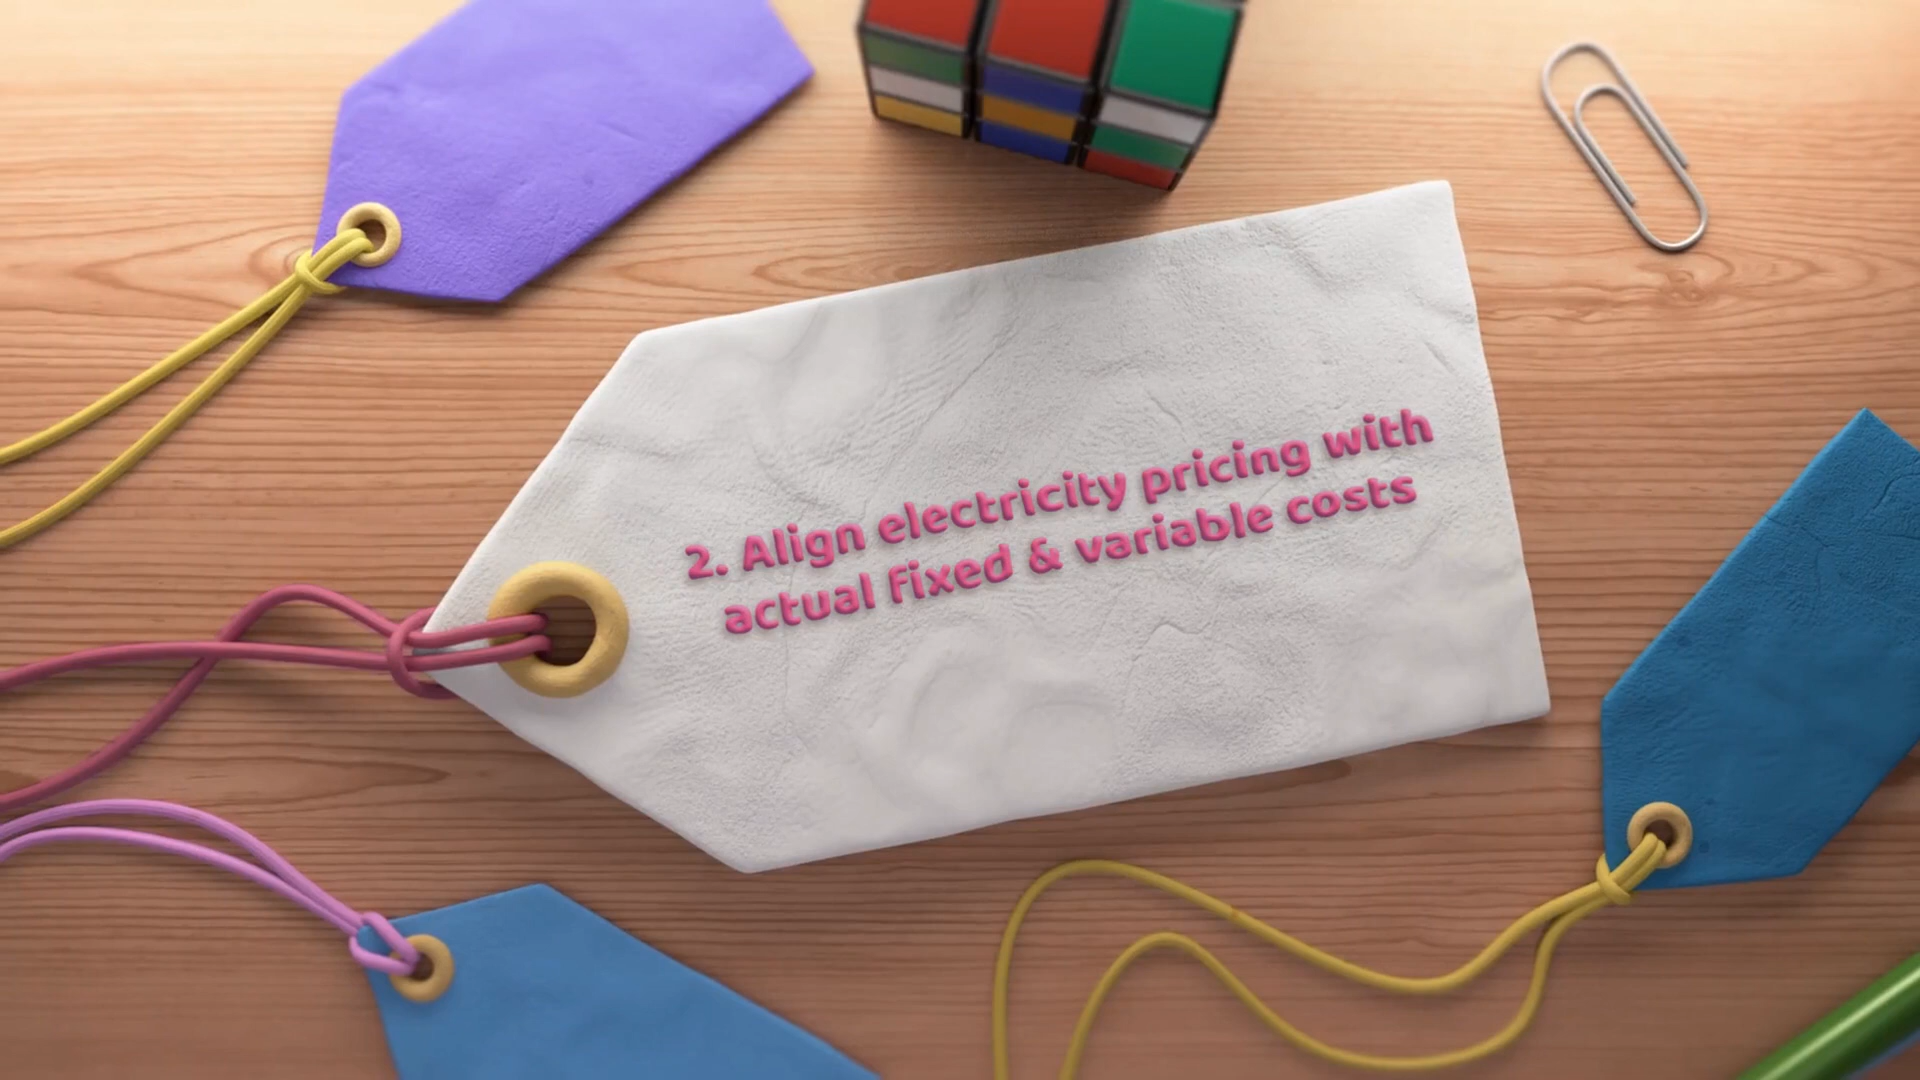 2. Align electricity pricing with
actual fixed & variable costs